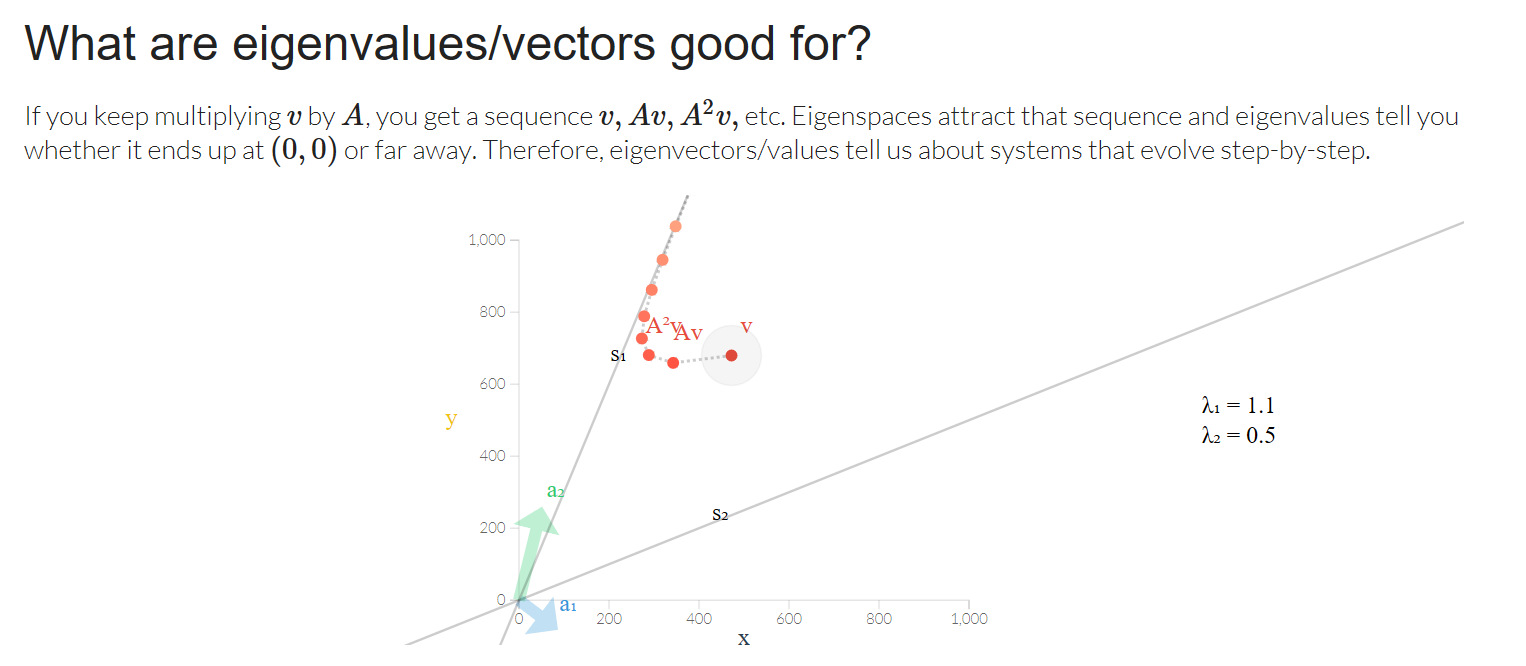 What are eigenvalues/vectors good for?
If you keep multiplying v by A, you get a sequence v, Av, A²v, etc. Eigenspaces attract that sequence and eigenvalues tell you
whether it ends up at (0, 0) or far away. Therefore, eigenvectors/values tell us about systems that evolve step-by-step.
1,000
800
A²v Av v
s₁
600
λ₁ = 1.1
y
λ₂ = 0.5
400
a₂
s₂
200
0
a₁
0 200 400 600 800 1,000
x